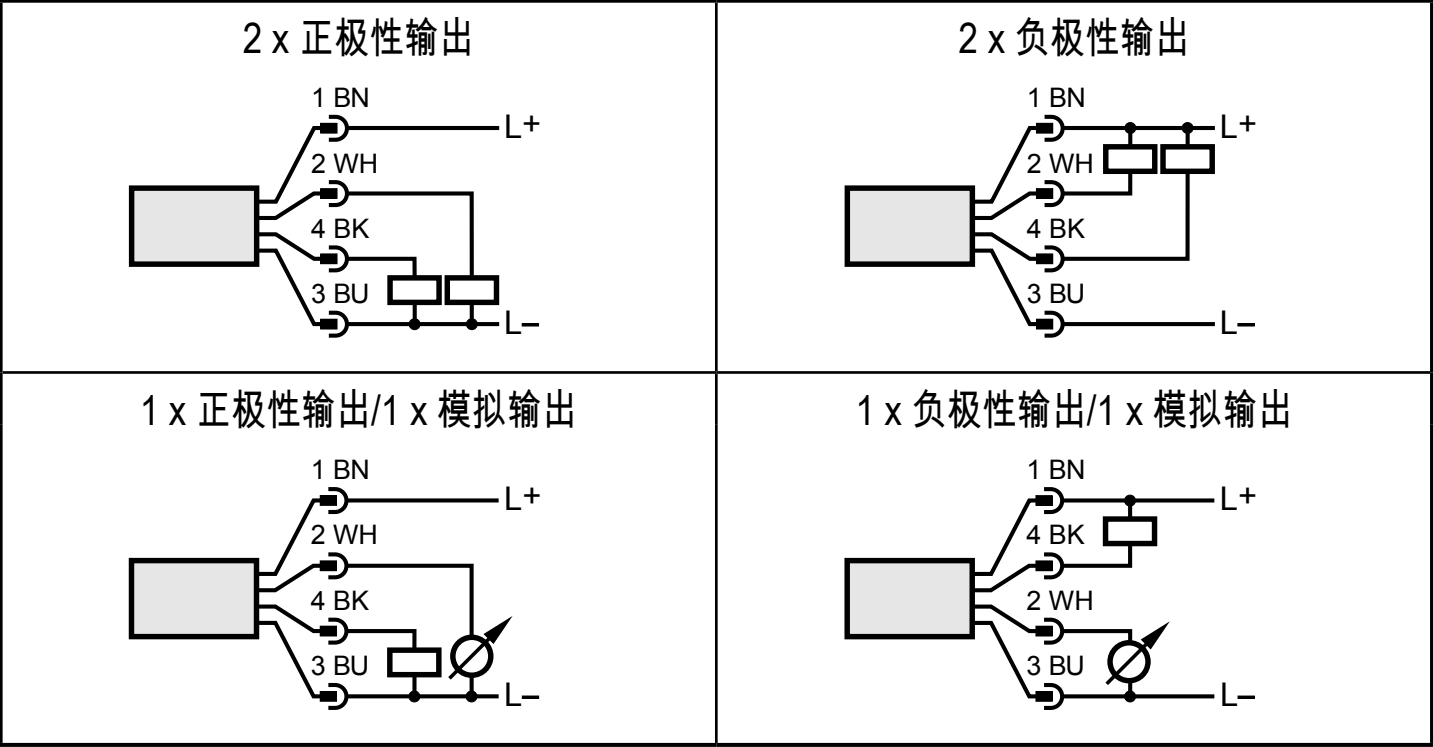 2 x 正极性输出
1 BN
L+
2 WH
4 BK
3 BU
L–
2 x 负极性输出
1 BN
L+
2 WH
4 BK
3 BU
L–
1 x 正极性输出/1 x 模拟输出
1 BN
L+
2 WH
4 BK
3 BU
L–
1 x 负极性输出/1 x 模拟输出
1 BN
L+
4 BK
2 WH
3 BU
L–